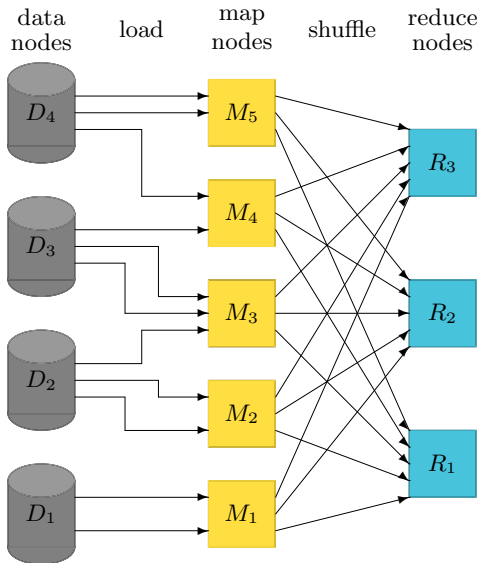 data nodes
load
map nodes
shuffle
reduce nodes
D₄
M₅
R₃
M₄
D₃
M₃
R₂
D₂
M₂
R₁
D₁
M₁